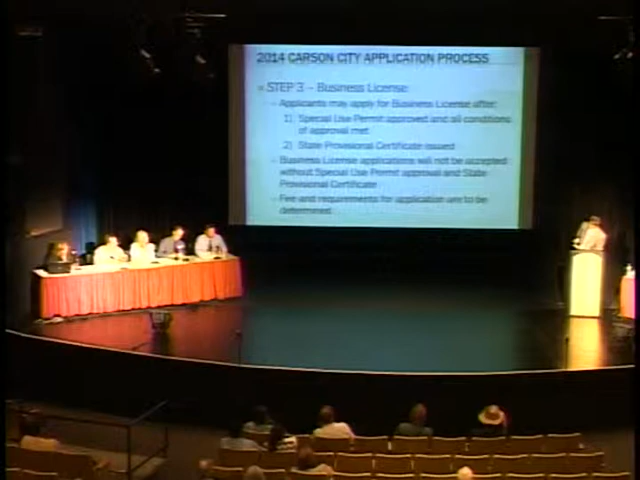 2014 CARSON CITY APPLICATION PROCESS
STEP 3 – Business License:
– Applicants may apply for Business License after:
1) Special Use Permit approved and all conditions
of approval met
2) State Provisional Certificate issued
– Business License applications will not be accepted
without Special Use Permit approval and State
Provisional Certificate
– Fee and requirements for application are to be
determined